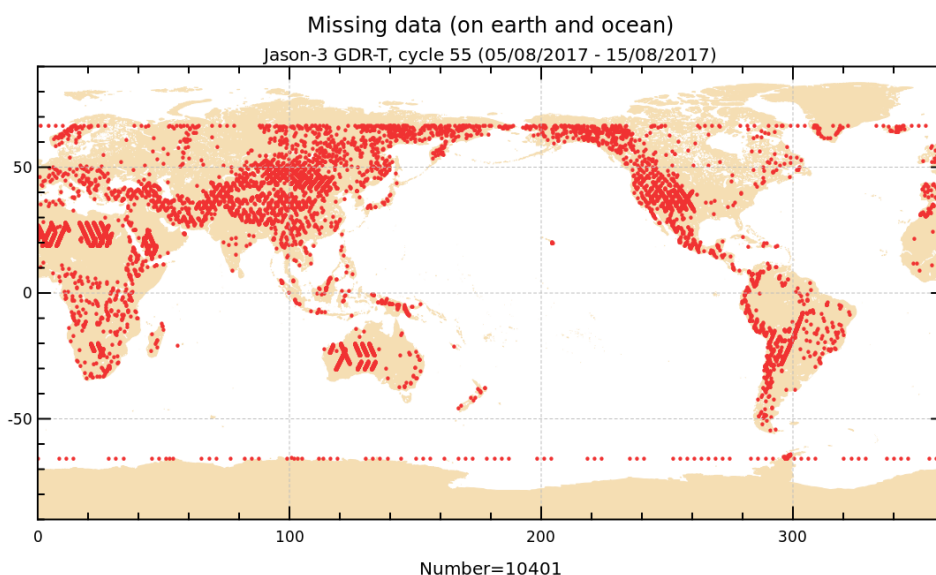 Missing data (on earth and ocean)
Jason-3 GDR-T, cycle 55 (05/08/2017 - 15/08/2017)
50
0
-50
0 100 200 300
Number=10401